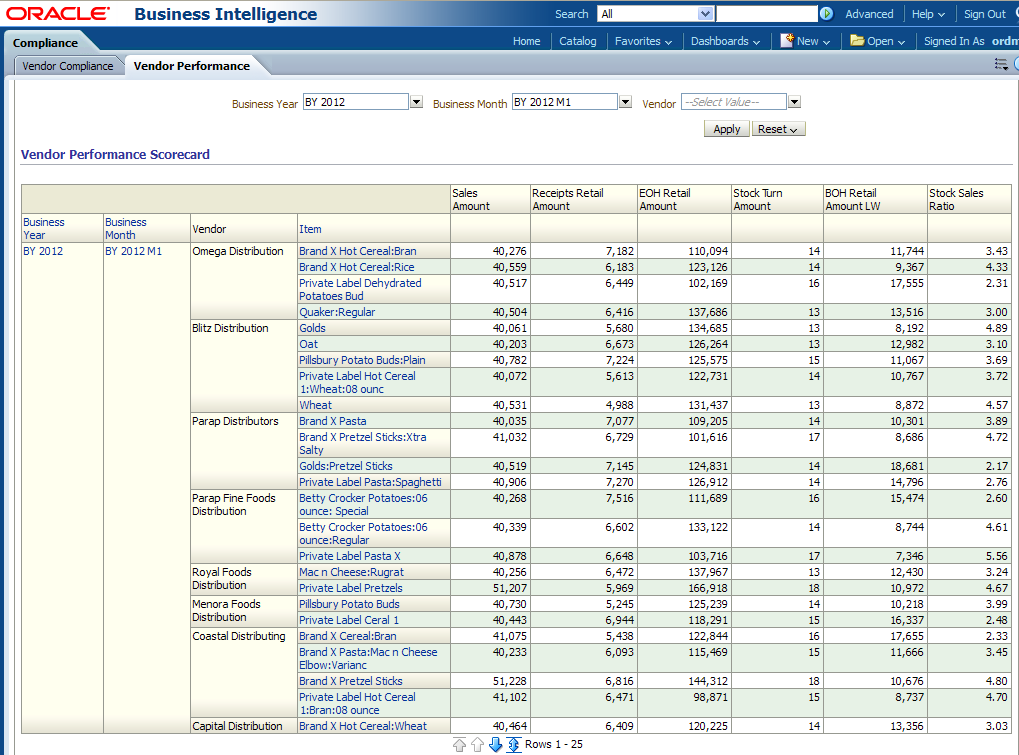 ORACLE® Business Intelligence Search All Advanced Help Sign Out
Compliance Home Catalog Favorites Dashboards New Open Signed In As
Vendor Compliance Vendor Performance
Business Year BY 2012 Business Month BY 2012 M1 Vendor --Select Value--
Apply Reset
Vendor Performance Scorecard
Sales Receipts Retail EOH Retail Stock Turn BOH Retail Stock Sales
Amount Amount Amount Amount Amount LW Ratio
Business Business Vendor Item
Year Month
BY 2012 BY 2012 M1 Omega Distribution Brand X Hot Cereal:Bran 40,276 7,182 110,094 14 11,744 3.43
Brand X Hot Cereal:Rice 40,559 6,183 123,126 14 9,367 4.33
Private Label Dehydrated 40,517 6,449 102,169 16 17,555 2.31
Potatoes Bud
Quaker:Regular 40,504 6,416 137,686 13 13,516 3.00
Blitz Distribution Golds 40,061 5,680 134,685 13 8,192 4.89
Oat 40,203 6,673 126,264 13 12,982 3.10
Pillsbury Potato Buds:Plain 40,782 7,224 125,575 15 11,067 3.69
Private Label Hot Cereal 40,072 5,613 122,731 14 10,767 3.72
1:Wheat:08 ounc
Wheat 40,531 4,988 131,437 13 8,872 4.57
Parap Distributors Brand X Pasta 40,035 7,077 109,205 14 10,301 3.89
Brand X Pretzel Sticks:Xtra 41,032 6,729 101,616 17 8,686 4.72
Salty
Golds:Pretzel Sticks 40,519 7,145 124,831 14 18,681 2.17
Private Label Pasta:Spaghetti 40,906 7,270 126,912 14 14,796 2.76
Parap Fine Foods Betty Crocker Potatoes:06 40,268 7,516 111,689 16 15,474 2.60
Distribution ounce: Special
Betty Crocker Potatoes:06 40,339 6,602 133,122 14 8,744 4.61
ounce:Regular
Private Label Pasta X 40,878 6,648 103,716 17 7,346 5.56
Royal Foods Mac n Cheese:Rugrat 40,256 6,472 137,967 13 12,430 3.24
Distribution Private Label Pretzels 51,207 5,969 166,918 18 10,972 4.67
Menora Foods Pillsbury Potato Buds 40,730 5,245 125,239 14 10,218 3.99
Distribution Private Label Ceral 1 40,443 6,944 118,291 15 16,337 2.48
Coastal Distributing Brand X Cereal:Bran 41,075 5,438 122,844 16 17,655 2.33
Brand X Pasta:Mac n Cheese 40,233 6,093 115,469 15 11,666 3.45
Elbow:Varianc
Brand X Pretzel Sticks 51,228 6,816 144,312 18 10,676 4.80
Private Label Hot Cereal 41,102 6,471 98,871 15 8,737 4.70
1:Bran:08 ounce
Capital Distribution Brand X Hot Cereal:Wheat 40,464 6,409 120,225 14 13,356 3.03
Rows 1 - 25